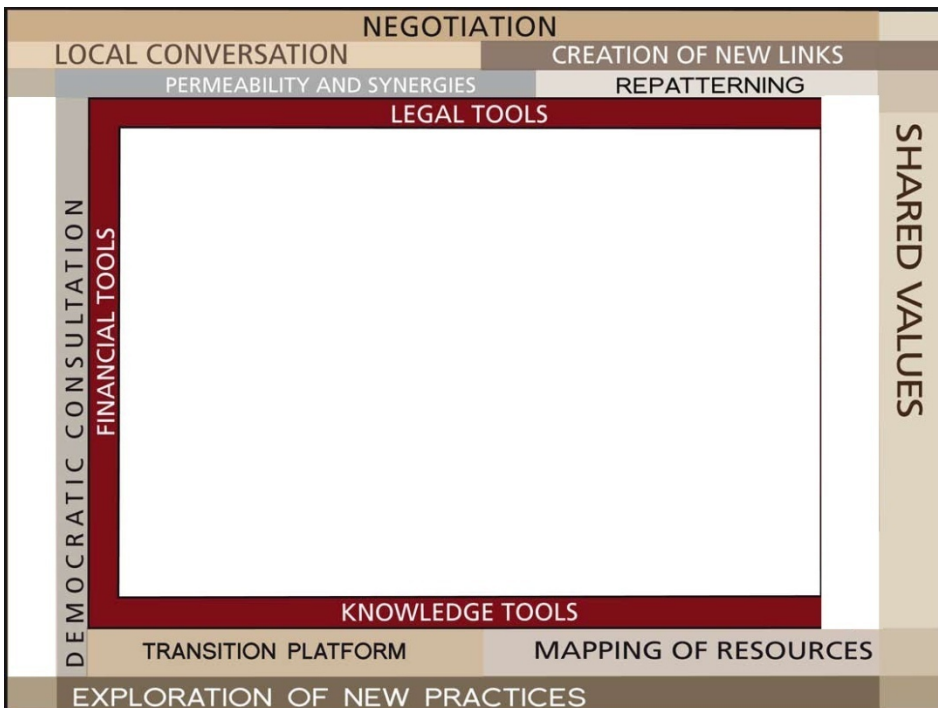 NEGOTIATION
LOCAL CONVERSATION
CREATION OF NEW LINKS
PERMEABILITY AND SYNERGIES
REPATTERNING
LEGAL TOOLS
DEMOCRATIC CONSULTATION
FINANCIAL TOOLS
SHARED VALUES
KNOWLEDGE TOOLS
TRANSITION PLATFORM
MAPPING OF RESOURCES
EXPLORATION OF NEW PRACTICES